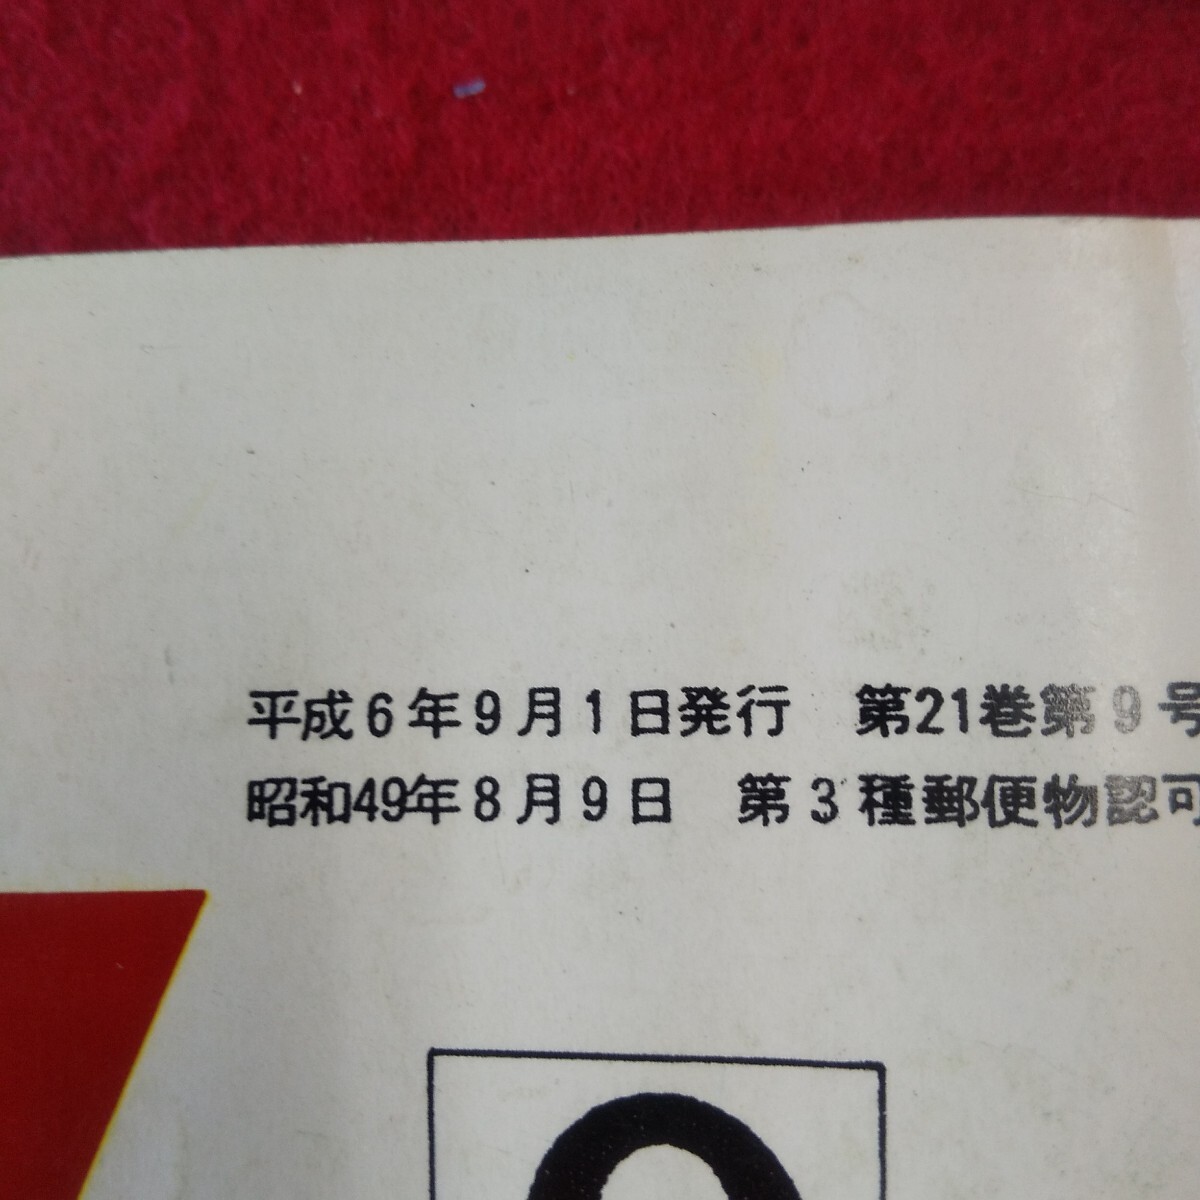 平成6年9月1日発行 第21巻第9号
昭和49年8月9日 第3種郵便物認可